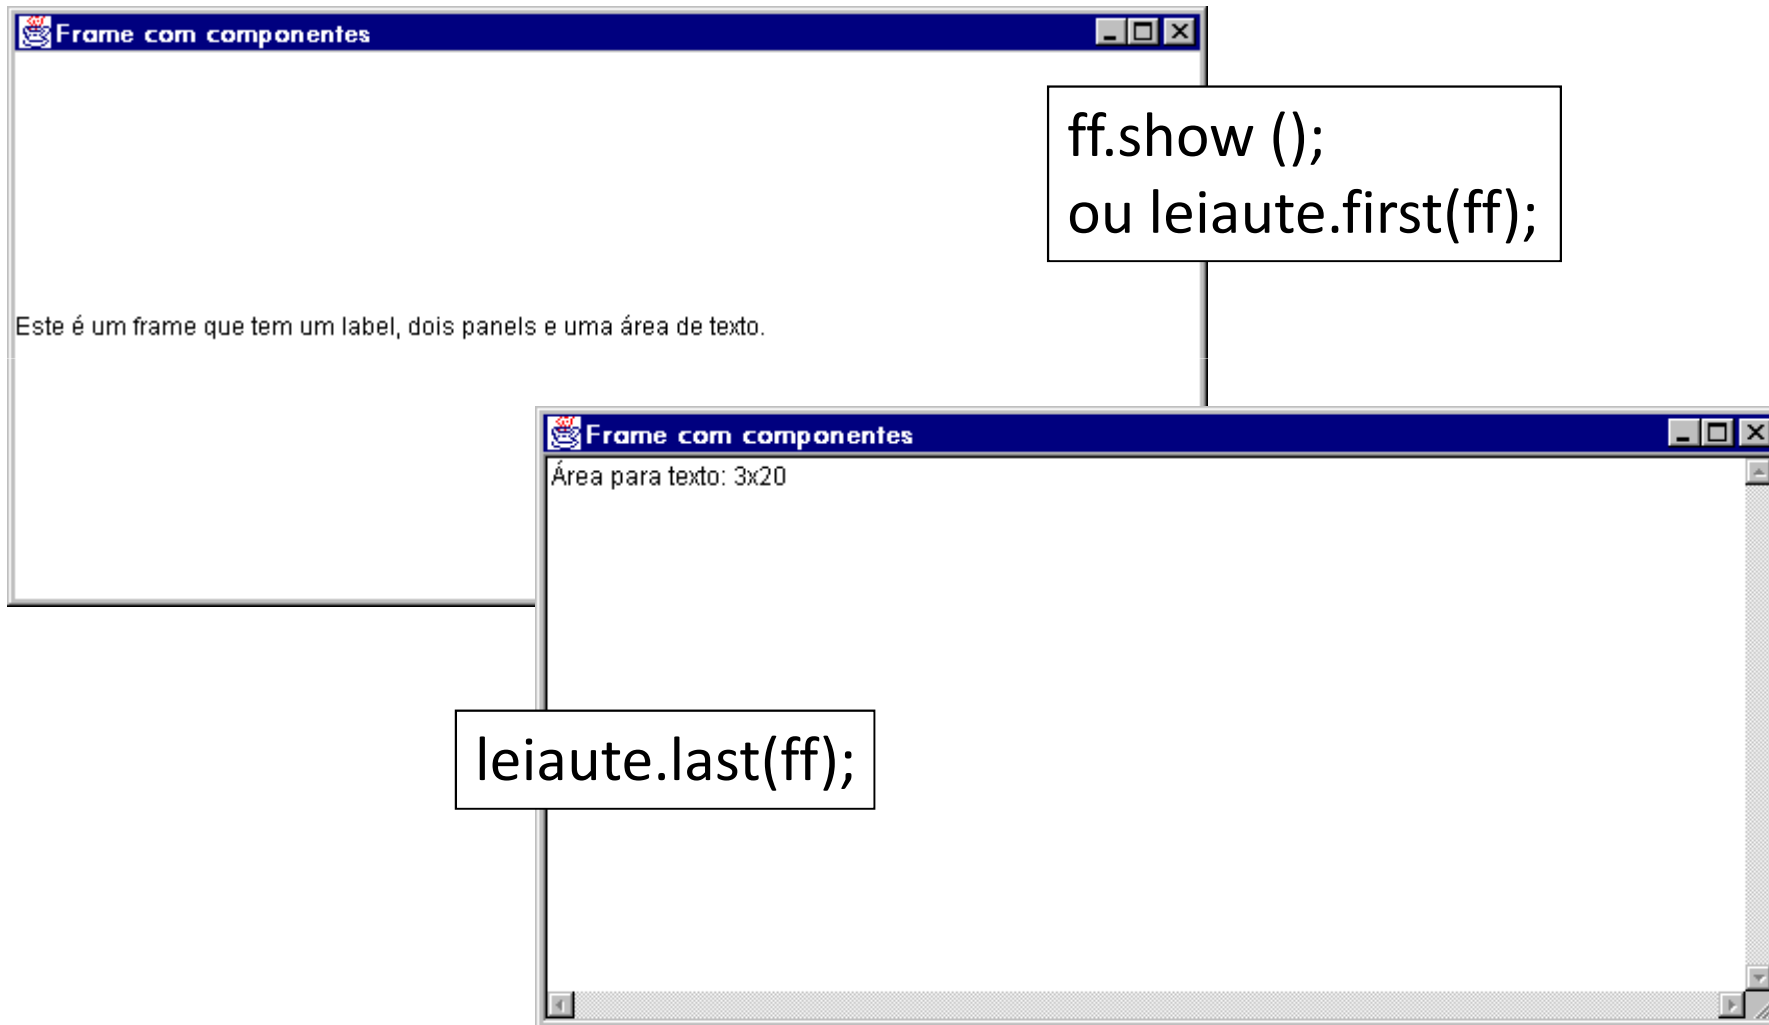 Frame com componentes
ff.show ();
ou leiaute.first(ff);
Este é um frame que tem um label, dois panels e uma área de texto.
Frame com componentes
Área para texto: 3x20
leiaute.last(ff);